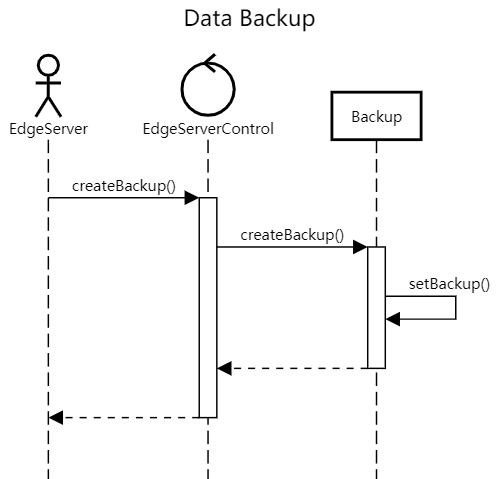 Data Backup
EdgeServer
EdgeServerControl
Backup
createBackup()
createBackup()
setBackup()